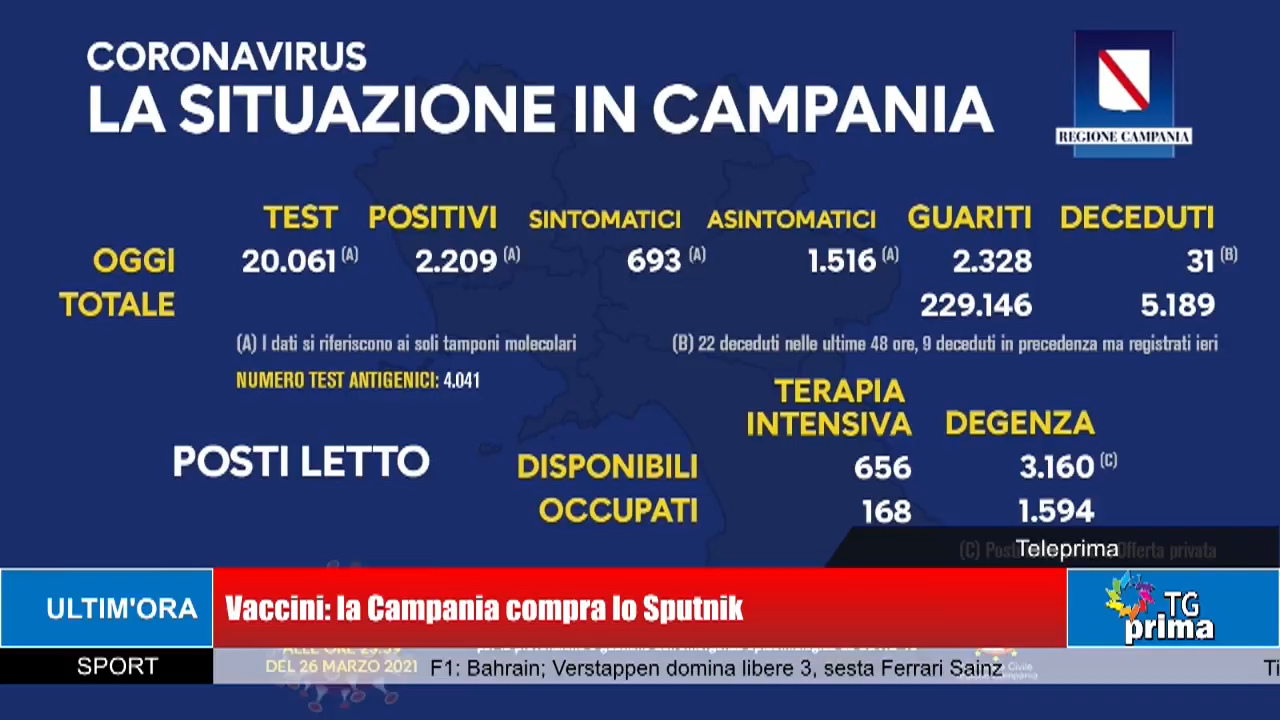 CORONAVIRUS
LA SITUAZIONE IN CAMPANIA
REGIONE CAMPANIA
TEST POSITIVI SINTOMATICI ASINTOMATICI GUARITI DECEDUTI
OGGI 20.061 (A) 2.209 (A) 693 (A) 1.516 (A) 2.328 31 (B)
TOTALE 229.146 5.189
(A) I dati si riferiscono ai soli tamponi molecolari
(B) 22 deceduti nelle ultime 48 ore, 9 deceduti in precedenza ma registrati ieri
NUMERO TEST ANTIGENICI: 4.041
TERAPIA INTENSIVA DEGENZA
POSTI LETTO
DISPONIBILI 656 3.160 (C)
OCCUPATI 168 1.594
(C) Offerta privata
Teleprima
ULTIM'ORA Vaccini: la Campania compra lo Sputnik
TG prima
DEL 26 MARZO 2021
SPORT F1: Bahrain; Verstappen domina libere 3, sesta Ferrari Sainz Ti